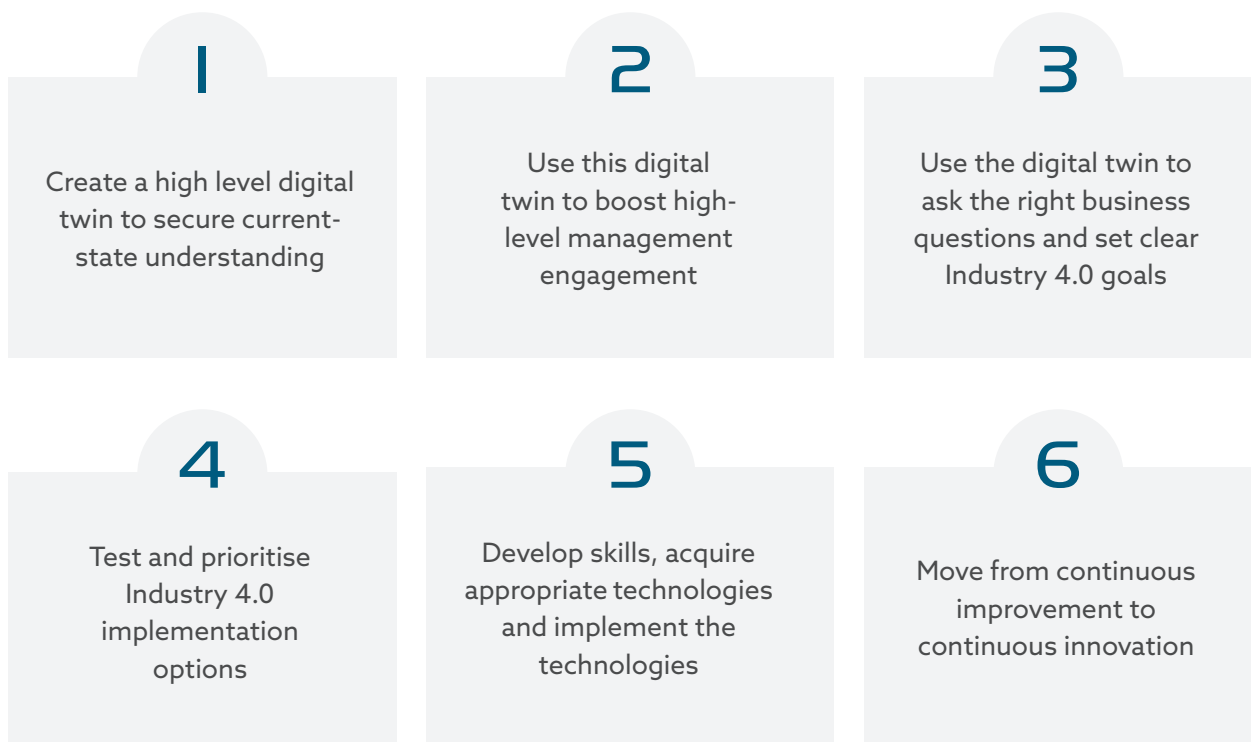 1
Create a high level digital
twin to secure current-
state understanding
2
Use this digital
twin to boost high-
level management
engagement
3
Use the digital twin to
ask the right business
questions and set clear
Industry 4.0 goals
4
Test and prioritise
Industry 4.0
implementation
options
5
Develop skills, acquire
appropriate technologies
and implement the
technologies
6
Move from continuous
improvement to
continuous innovation